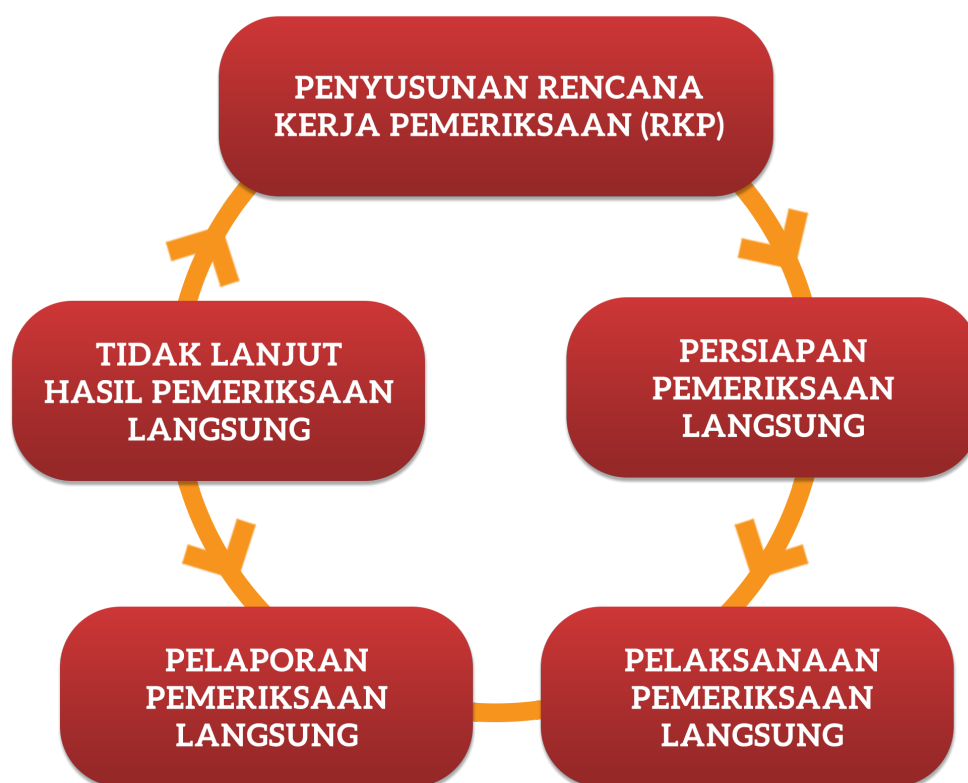 PENYUSUNAN RENCANA
KERJA PEMERIKSAAN (RKP)
TIDAK LANJUT
HASIL PEMERIKSAAN
LANGSUNG
PERSIAPAN
PEMERIKSAAN
LANGSUNG
PELAPORAN
PEMERIKSAAN
LANGSUNG
PELAKSANAAN
PEMERIKSAAN
LANGSUNG